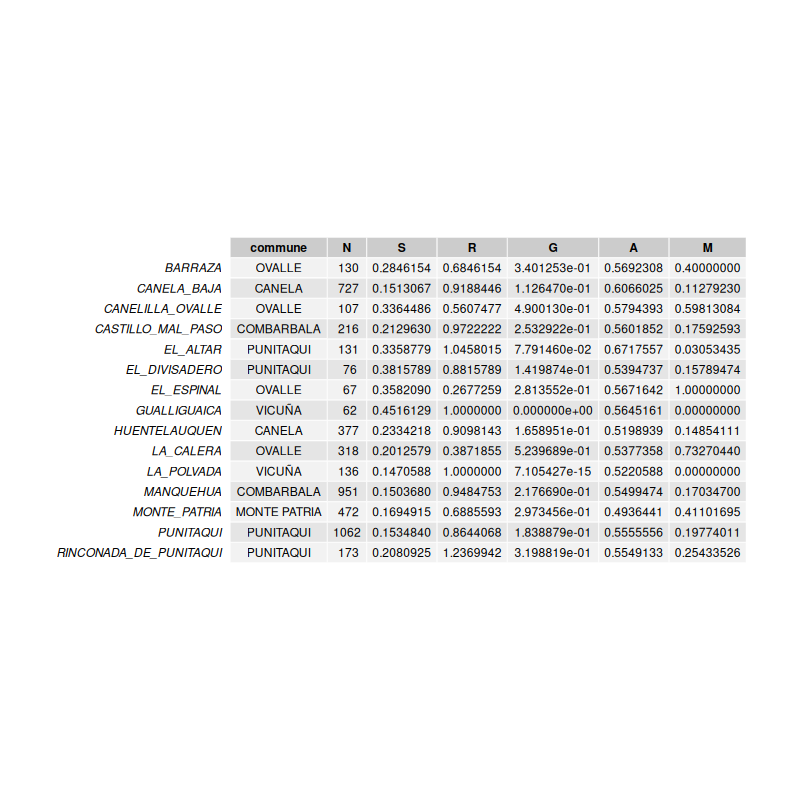 commune N S R G A M
BARRAZA OVALLE 130 0.2846154 0.6846154 3.401253e-01 0.5692308 0.40000000
CANELA_BAJA CANELA 727 0.1513067 0.9188446 1.126470e-01 0.6066025 0.11279230
CANELILLA_OVALLE OVALLE 107 0.3364486 0.5607477 4.900130e-01 0.5794393 0.59813084
CASTILLO_MAL_PASO COMBARBALA 216 0.2129630 0.9722222 2.532922e-01 0.5601852 0.17592593
EL_ALTAR PUNITAQUI 131 0.3358779 1.0458015 7.791460e-02 0.6717557 0.03053435
EL_DIVISADERO PUNITAQUI 76 0.3815789 0.8815789 1.419874e-01 0.5394737 0.15789474
EL_ESPINAL OVALLE 67 0.3582090 0.2677259 2.813552e-01 0.5671642 1.00000000
GUALLIGUAICA VICUÑA 62 0.4516129 1.0000000 0.000000e+00 0.5645161 0.00000000
HUENTELAUQUEN CANELA 377 0.2334218 0.9098143 1.658951e-01 0.5198939 0.14854111
LA_CALERA OVALLE 318 0.2012579 0.3871855 5.239689e-01 0.5377358 0.73270440
LA_POLVADA VICUÑA 136 0.1470588 1.0000000 7.105427e-15 0.5220588 0.00000000
MANQUEHUA COMBARBALA 951 0.1503680 0.9484753 2.176690e-01 0.5499474 0.17034700
MONTE_PATRIA MONTE PATRIA 472 0.1694915 0.6885593 2.973456e-01 0.4936441 0.41101695
PUNITAQUI PUNITAQUI 1062 0.1534840 0.8644068 1.838879e-01 0.5555556 0.19774011
RINCONADA_DE_PUNITAQUI PUNITAQUI 173 0.2080925 1.2369942 3.198819e-01 0.5549133 0.25433526